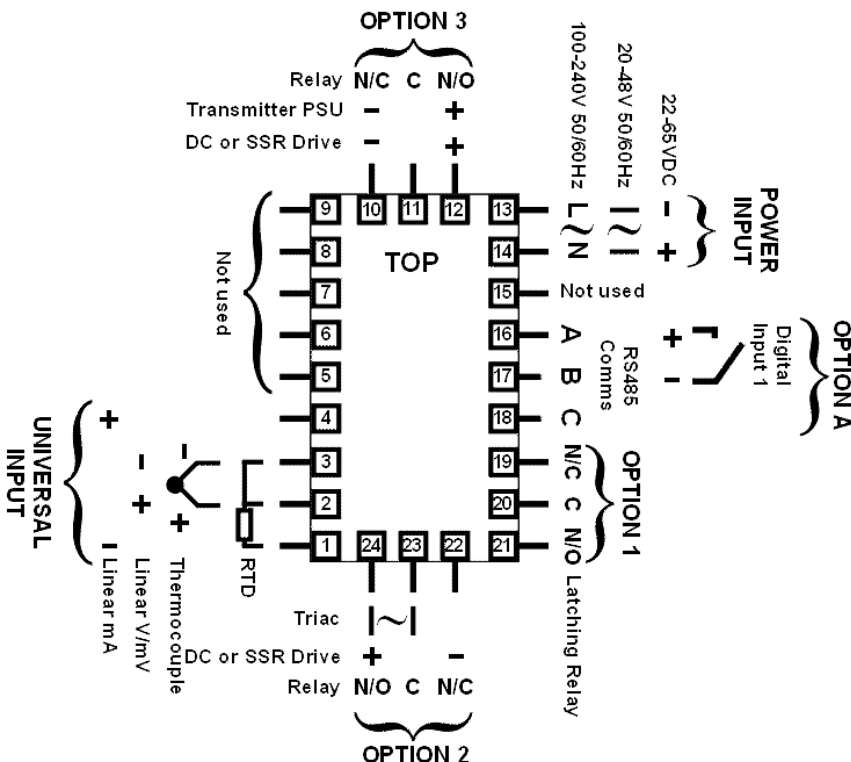 OPTION 3
Relay N/C C N/O
Transmitter PSU - +
DC or SSR Drive - +
100-240V 50/60Hz
L ~ N
20-48V 50/60Hz
~
22-65VDC
- +
POWER INPUT
9 10 11 12 13
8 TOP 14
7 15 Not used
6 16 A
5 17 B
4 18 C
3 19 N/C
2 20 C
1 24 23 22 21 N/O
Not used
RS485 Comms
+ -
Digital Input 1
OPTION A
OPTION 1
Latching Relay
UNIVERSAL INPUT
+ - Linear mA
- + Linear V/mV
- + Thermocouple
RTD
Triac ~
DC or SSR Drive + -
Relay N/O C N/C
OPTION 2